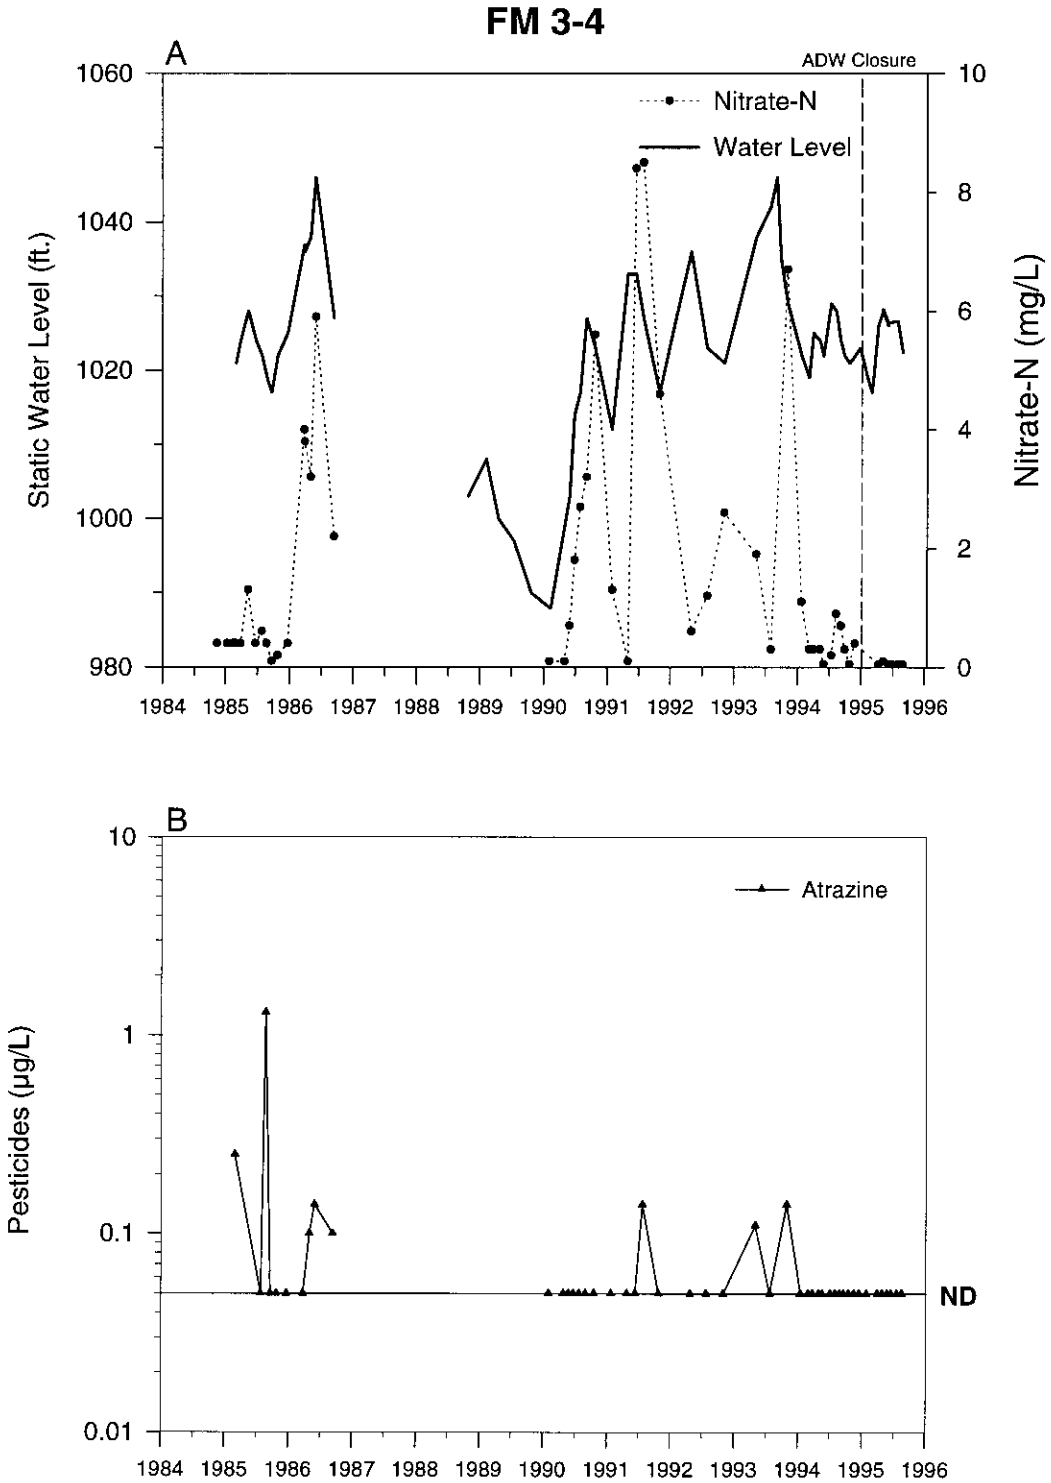 FM 3-4
A
ADW Closure
1060
10
Nitrate-N
Water Level
8
1040
6
1020
4
1000
2
980
0
Static Water Level (ft.)
Nitrate-N (mg/L)
1984 1985 1986 1987 1988 1989 1990 1991 1992 1993 1994 1995 1996
B
10
Atrazine
1
0.1
ND
0.01
Pesticides (µg/L)
1984 1985 1986 1987 1988 1989 1990 1991 1992 1993 1994 1995 1996